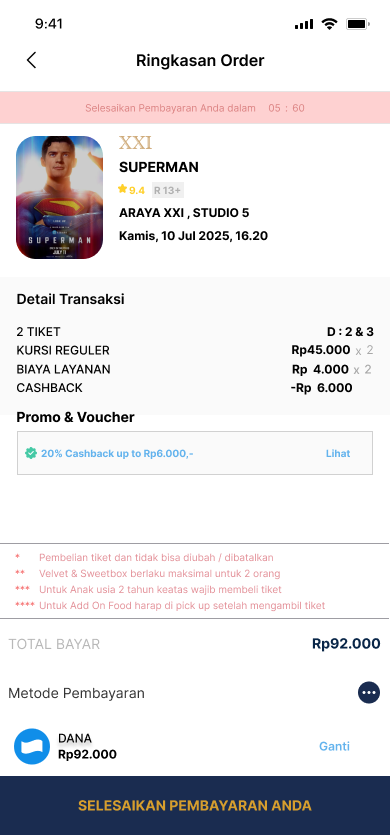 9:41
Ringkasan Order
Selesaikan Pembayaran Anda dalam 05 : 60
XXI
SUPERMAN
9.4 R 13+
ARAYA XXI , STUDIO 5
Kamis, 10 Jul 2025, 16.20
SUPERMAN
JULY 11
Detail Transaksi
2 TIKET D : 2 & 3
KURSI REGULER Rp45.000 x 2
BIAYA LAYANAN Rp 4.000 x 2
CASHBACK -Rp 6.000
Promo & Voucher
20% Cashback up to Rp6.000,- Lihat
* Pembelian tiket dan tidak bisa diubah / dibatalkan
** Velvet & Sweetbox berlaku maksimal untuk 2 orang
*** Untuk Anak usia 2 tahun keatas wajib membeli tiket
**** Untuk Add On Food harap di pick up setelah mengambil tiket
TOTAL BAYAR Rp92.000
Metode Pembayaran
DANA
Rp92.000
Ganti
SELESAIKAN PEMBAYARAN ANDA